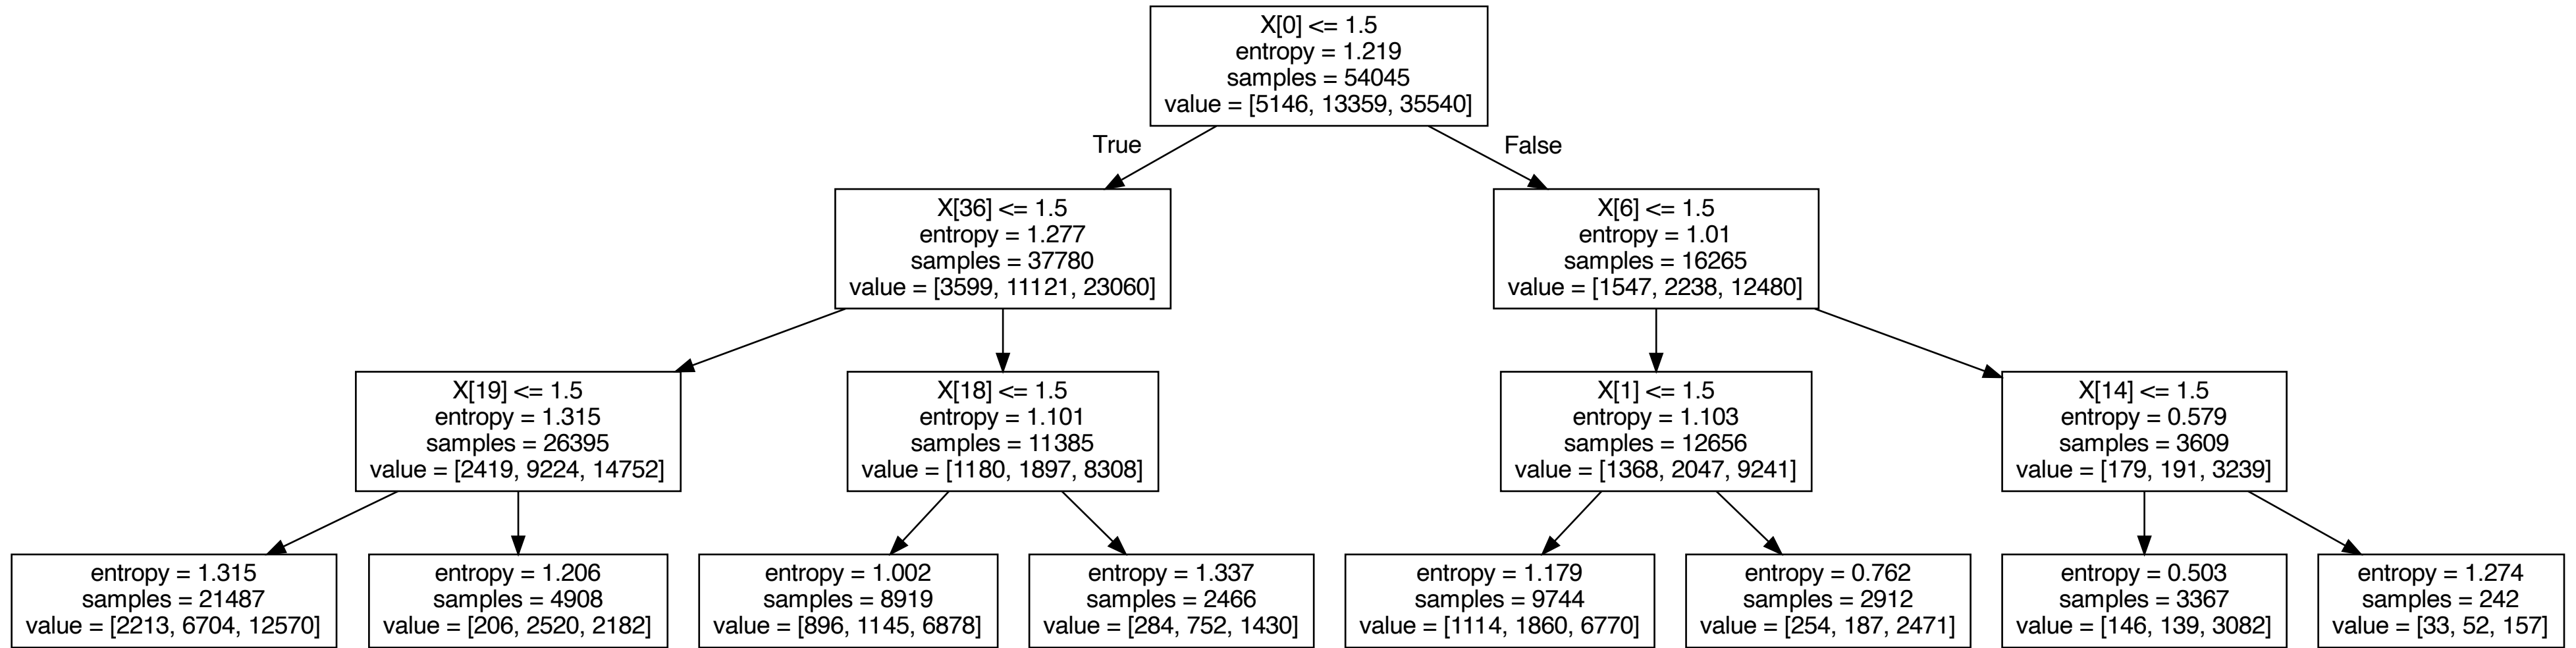 X[0] <= 1.5
entropy = 1.219
samples = 54045
value = [5146, 13359, 35540]
True
False
X[36] <= 1.5
entropy = 1.277
samples = 37780
value = [3599, 11121, 23060]
X[6] <= 1.5
entropy = 1.01
samples = 16265
value = [1547, 2238, 12480]
X[19] <= 1.5
entropy = 1.315
samples = 26395
value = [2419, 9224, 14752]
X[18] <= 1.5
entropy = 1.101
samples = 11385
value = [1180, 1897, 8308]
X[1] <= 1.5
entropy = 1.103
samples = 12656
value = [1368, 2047, 9241]
X[14] <= 1.5
entropy = 0.579
samples = 3609
value = [179, 191, 3239]
entropy = 1.315
samples = 21487
value = [2213, 6704, 12570]
entropy = 1.206
samples = 4908
value = [206, 2520, 2182]
entropy = 1.002
samples = 8919
value = [896, 1145, 6878]
entropy = 1.337
samples = 2466
value = [284, 752, 1430]
entropy = 1.179
samples = 9744
value = [1114, 1860, 6770]
entropy = 0.762
samples = 2912
value = [254, 187, 2471]
entropy = 0.503
samples = 3367
value = [146, 139, 3082]
entropy = 1.274
samples = 242
value = [33, 52, 157]